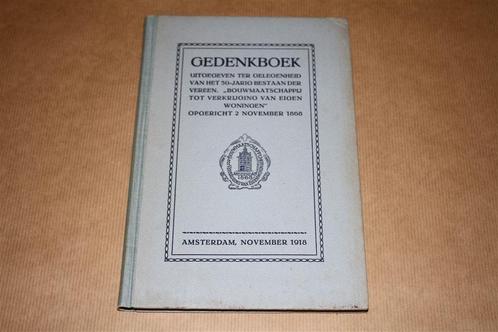 GEDENKBOEK
UITGEGEVEN TER GELEGENHEID
VAN HET 50-JARIG BESTAAN DER
VEREEN. „BOUWMAATSCHAPPIJ
TOT VERKRIJGING VAN EIGEN
WONINGEN"
OPGERICHT 2 NOVEMBER 1868
1868
AMSTERDAM, NOVEMBER 1918